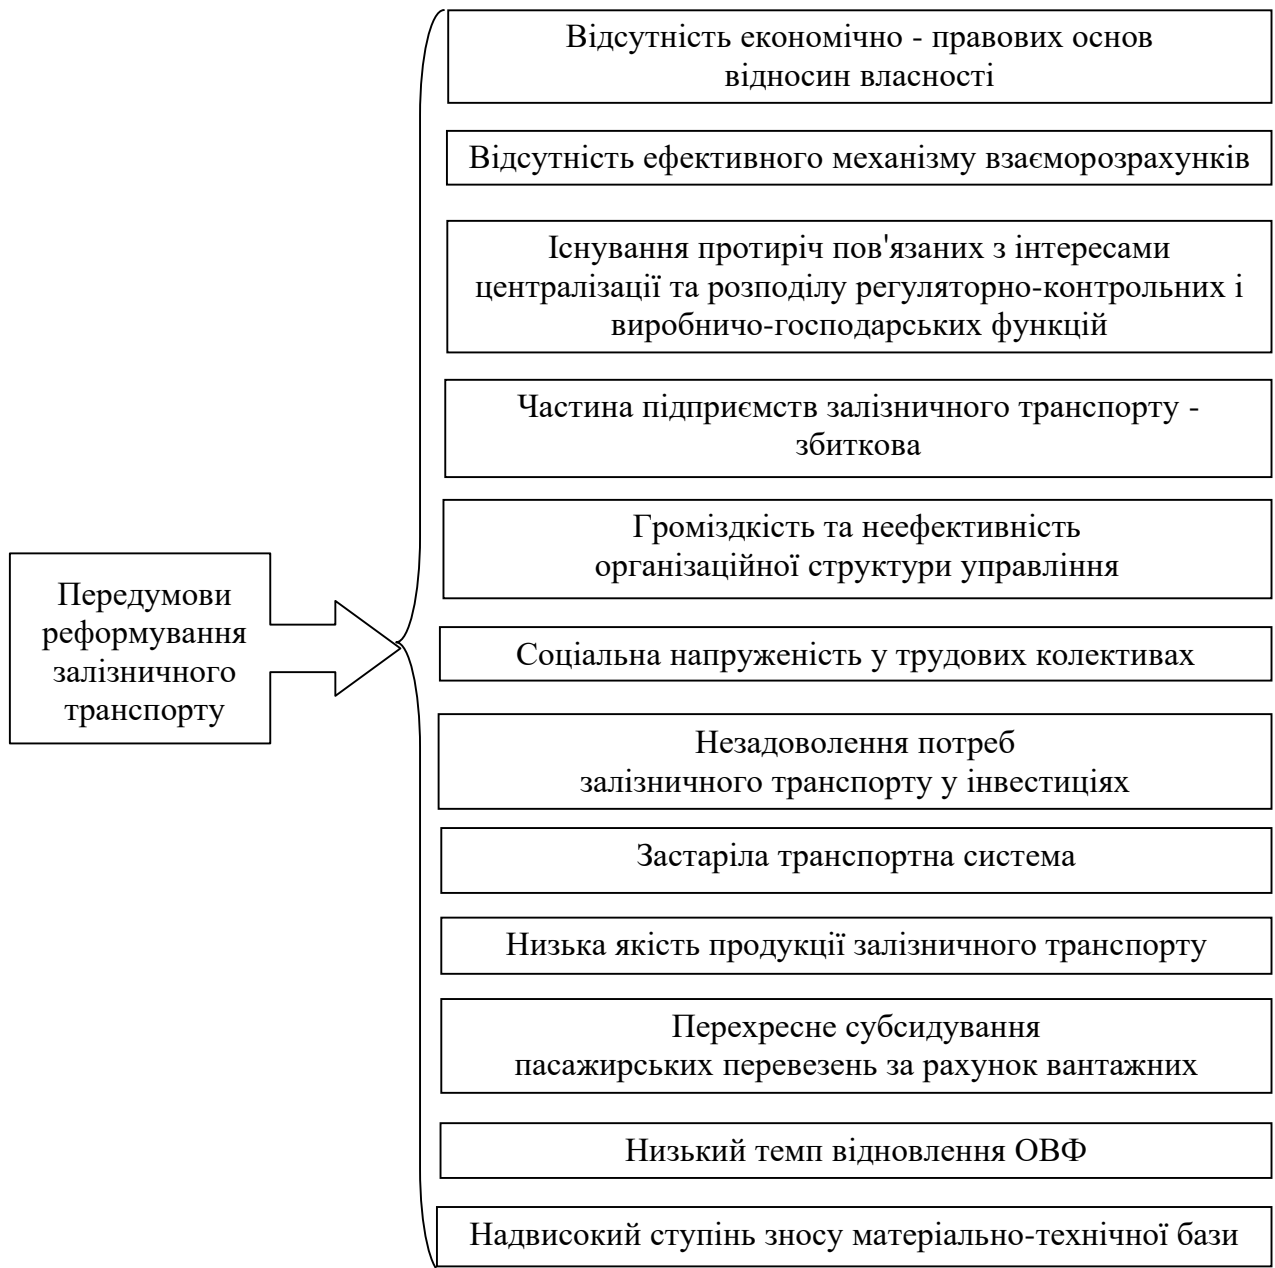 Відсутність економічно - правових основ
відносин власності
Відсутність ефективного механізму взаєморозрахунків
Існування протиріч пов'язаних з інтересами
централізації та розподілу регуляторно-контрольних і
виробничо-господарських функцій
Частина підприємств залізничного транспорту -
збиткова
Громіздкість та неефективність
організаційної структури управління
Передумови
реформування
залізничного
транспорту
Соціальна напруженість у трудових колективах
Незадоволення потреб
залізничного транспорту у інвестиціях
Застаріла транспортна система
Низька якість продукції залізничного транспорту
Перехресне субсидування
пасажирських перевезень за рахунок вантажних
Низький темп відновлення ОВФ
Надвисокий ступінь зносу матеріально-технічної бази